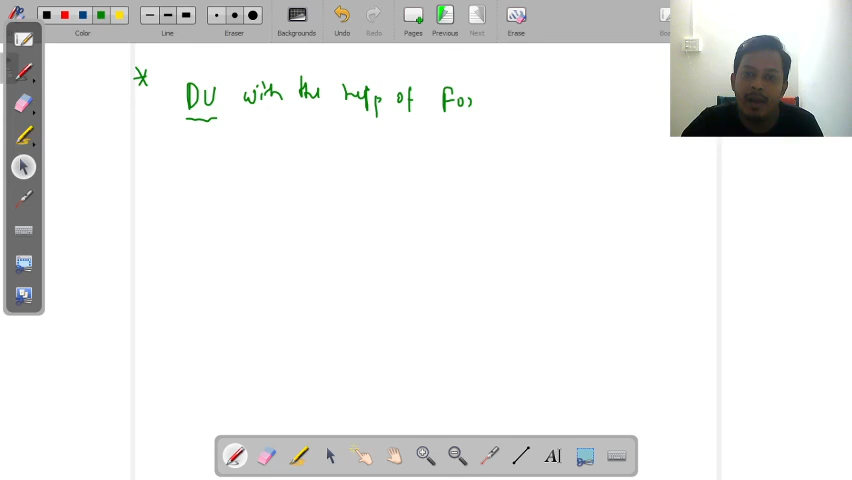 Color
Line
Eraser
Backgrounds
Undo
Redo
Pages
Previous
Next
Erase
* DU with the help of